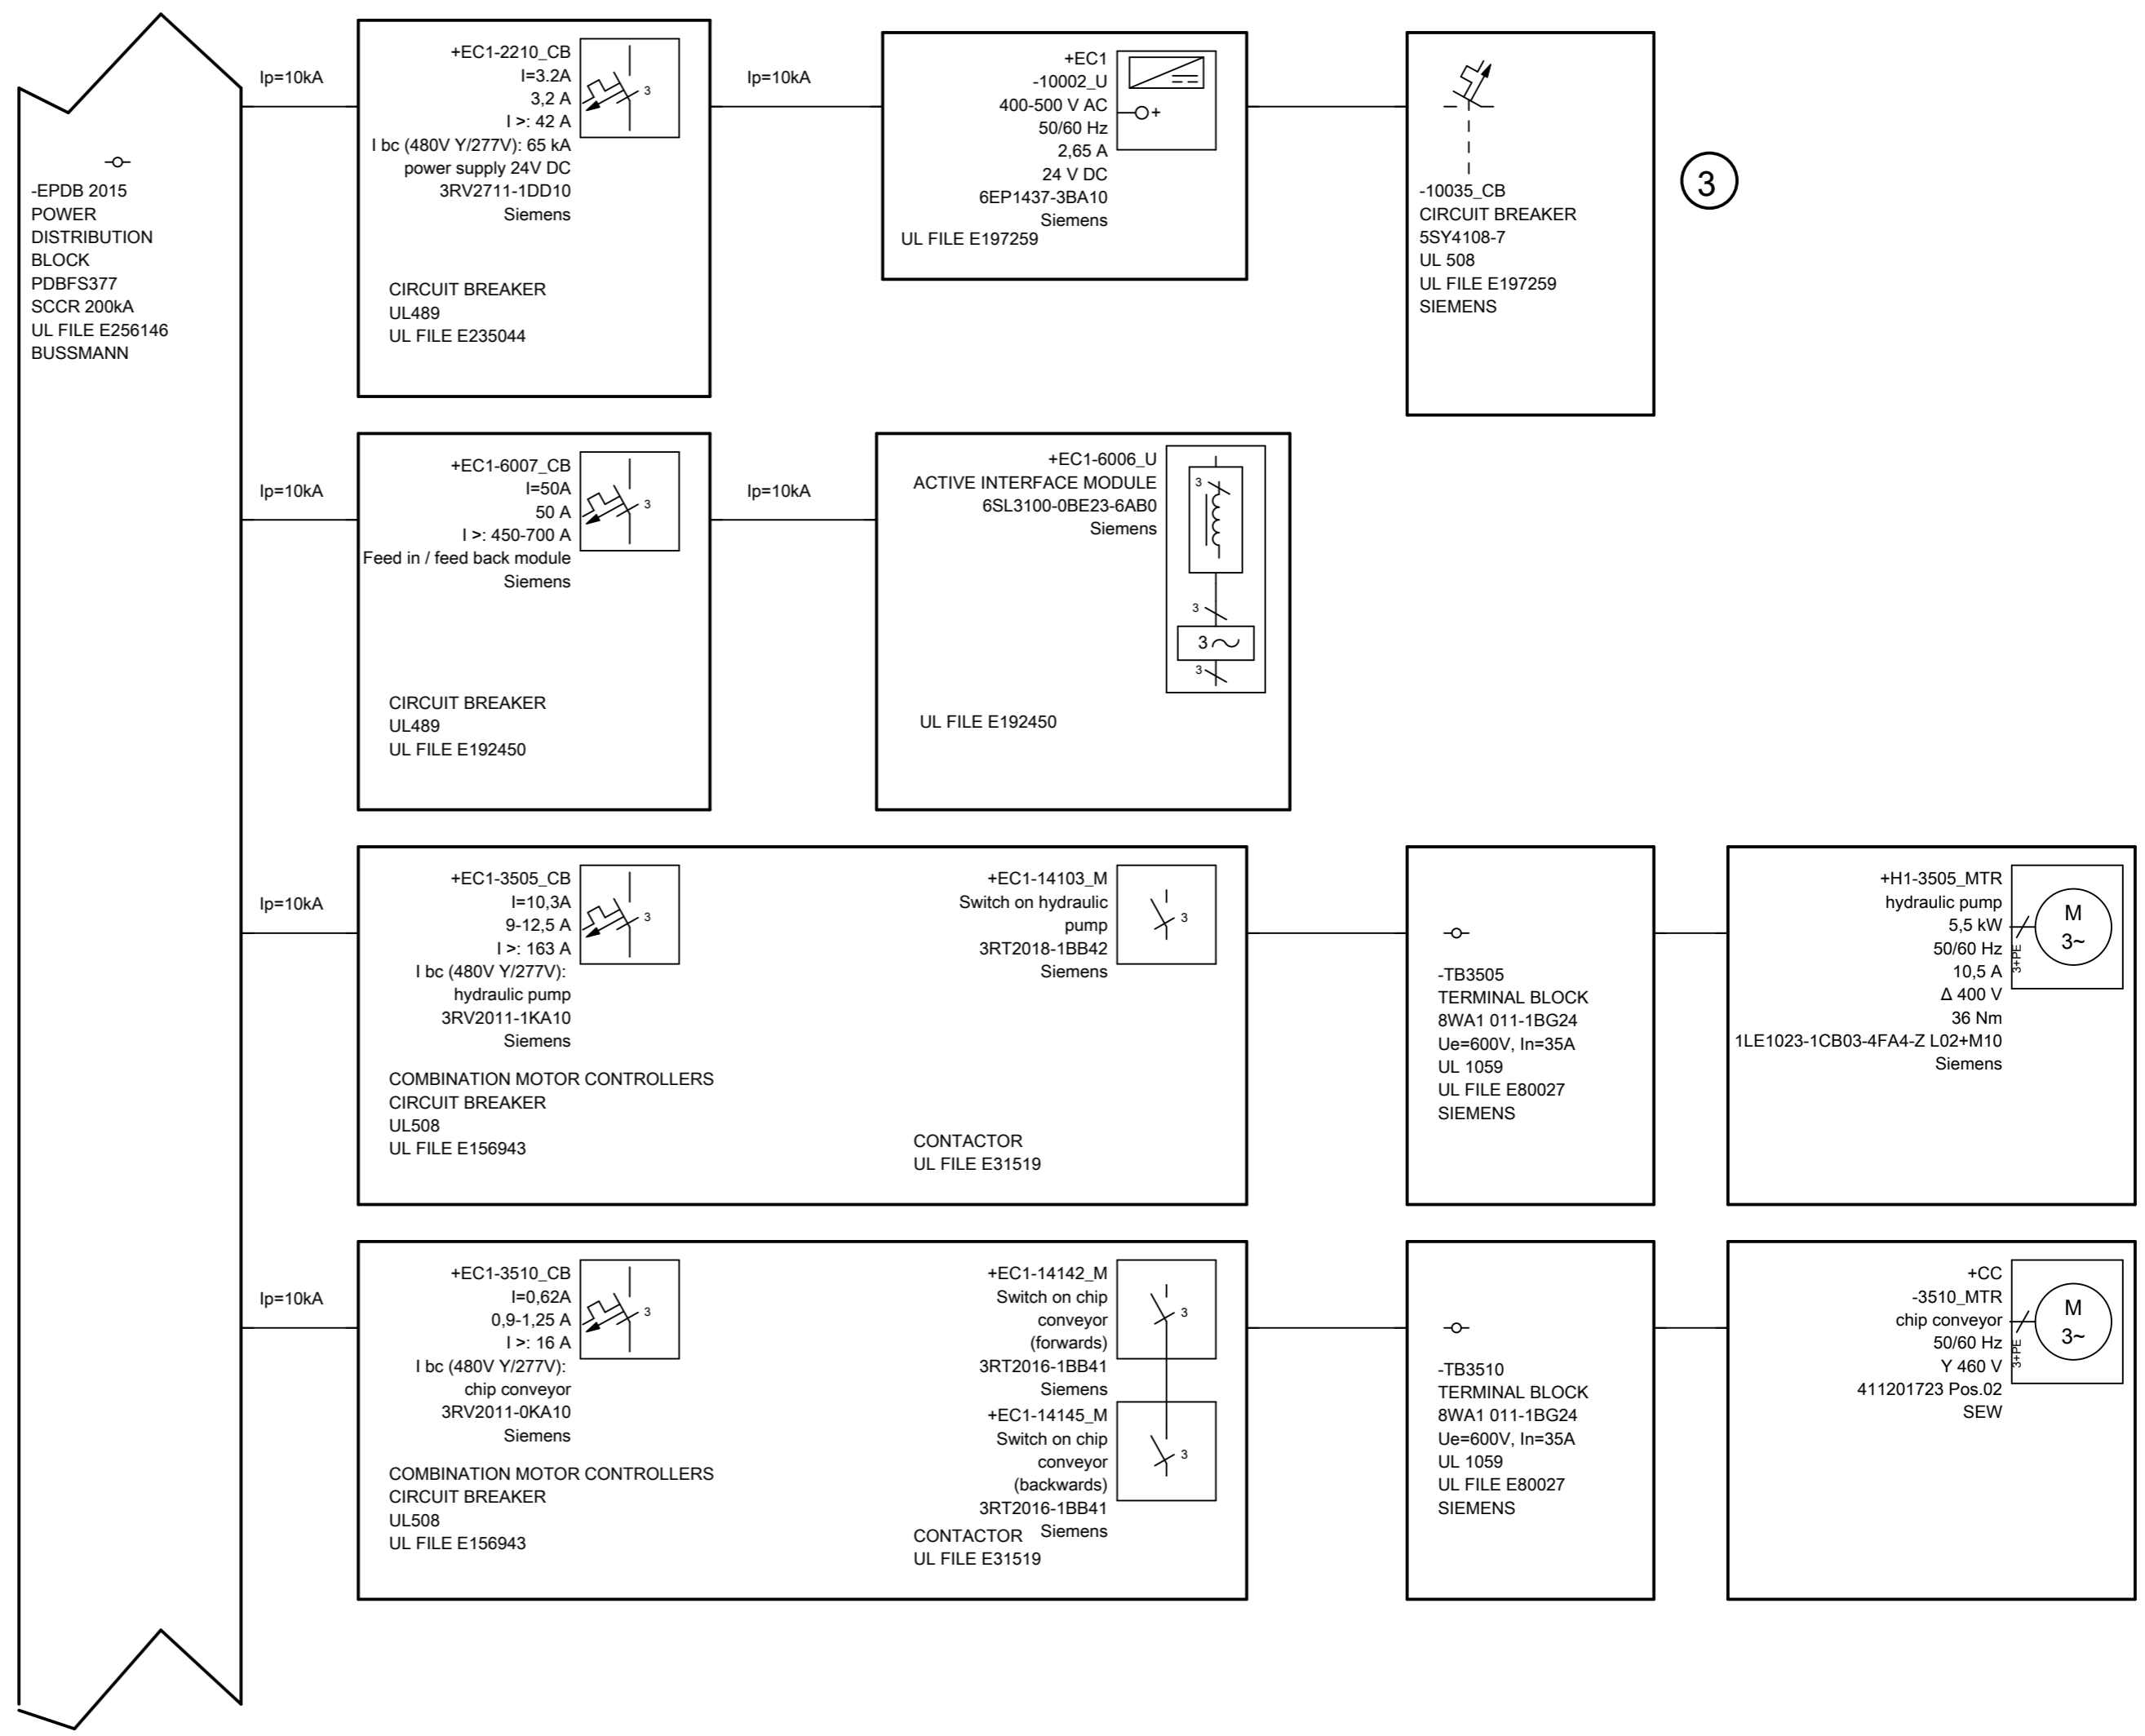 -EPDB 2015
POWER
DISTRIBUTION
BLOCK
PDBFS377
SCCR 200kA
UL FILE E256146
BUSSMANN
Ip=10kA
+EC1-2210_CB
I=3.2A
3,2 A
I >: 42 A
I bc (480V Y/277V): 65 kA
power supply 24V DC
3RV2711-1DD10
Siemens
3
CIRCUIT BREAKER
UL489
UL FILE E235044
Ip=10kA
+EC1
-10002_U
400-500 V AC
50/60 Hz
2,65 A
24 V DC
6EP1437-3BA10
Siemens
UL FILE E197259
+
-10035_CB
CIRCUIT BREAKER
5SY4108-7
UL 508
UL FILE E197259
SIEMENS
3
Ip=10kA
+EC1-6007_CB
I=50A
50 A
I >: 450-700 A
Feed in / feed back module
Siemens
3
CIRCUIT BREAKER
UL489
UL FILE E192450
Ip=10kA
+EC1-6006_U
ACTIVE INTERFACE MODULE
6SL3100-0BE23-6AB0
Siemens
3
3
3
3
UL FILE E192450
Ip=10kA
+EC1-3505_CB
I=10,3A
9-12,5 A
I >: 163 A
I bc (480V Y/277V):
hydraulic pump
3RV2011-1KA10
Siemens
3
COMBINATION MOTOR CONTROLLERS
CIRCUIT BREAKER
UL508
UL FILE E156943
+EC1-14103_M
Switch on hydraulic
pump
3RT2018-1BB42
Siemens
3
CONTACTOR
UL FILE E31519
-TB3505
TERMINAL BLOCK
8WA1 011-1BG24
Ue=600V, In=35A
UL 1059
UL FILE E80027
SIEMENS
+H1-3505_MTR
hydraulic pump
5,5 kW
50/60 Hz
10,5 A
Δ 400 V
36 Nm
1LE1023-1CB03-4FA4-Z L02+M10
Siemens
3+PE
M
3~
Ip=10kA
+EC1-3510_CB
I=0,62A
0,9-1,25 A
I >: 16 A
I bc (480V Y/277V):
chip conveyor
3RV2011-0KA10
Siemens
3
COMBINATION MOTOR CONTROLLERS
CIRCUIT BREAKER
UL508
UL FILE E156943
+EC1-14142_M
Switch on chip
conveyor
(forwards)
3RT2016-1BB41
Siemens
3
+EC1-14145_M
Switch on chip
conveyor
(backwards)
3RT2016-1BB41
Siemens
3
CONTACTOR
UL FILE E31519
-TB3510
TERMINAL BLOCK
8WA1 011-1BG24
Ue=600V, In=35A
UL 1059
UL FILE E80027
SIEMENS
+CC
-3510_MTR
chip conveyor
50/60 Hz
Y 460 V
411201723 Pos.02
SEW
3+PE
M
3~